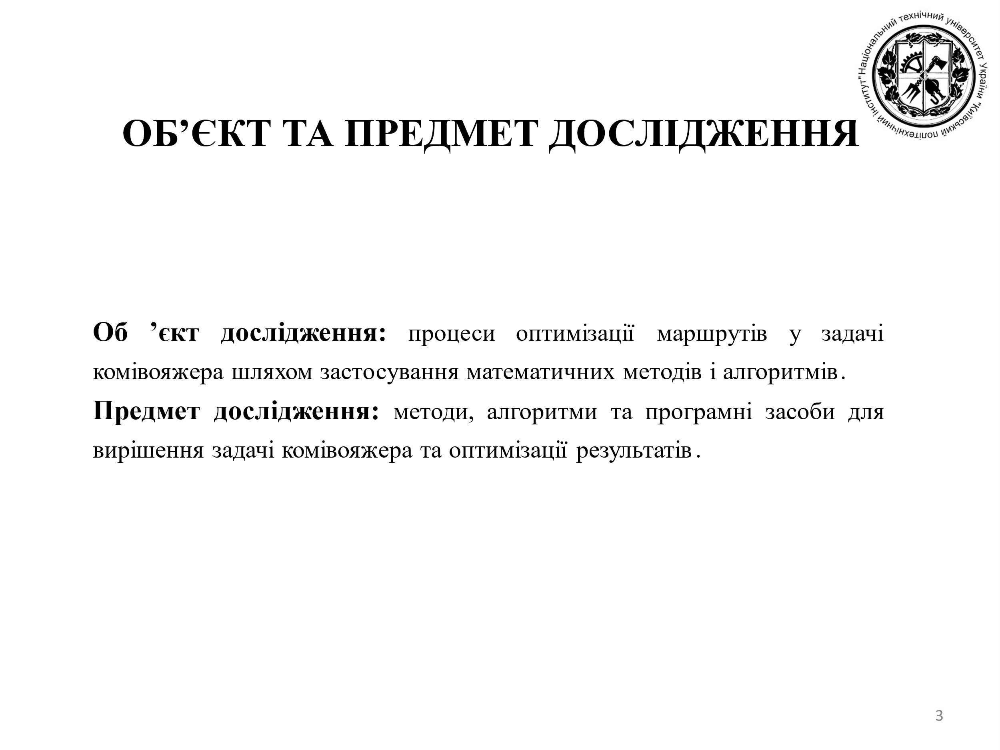 Національний технічний університет України "Київський політехнічний інститут"
ОБ’ЄКТ ТА ПРЕДМЕТ ДОСЛІДЖЕННЯ
Об ’єкт дослідження: процеси оптимізації маршрутів у задачі
комівояжера шляхом застосування математичних методів і алгоритмів.
Предмет дослідження: методи, алгоритми та програмні засоби для
вирішення задачі комівояжера та оптимізації результатів.
3